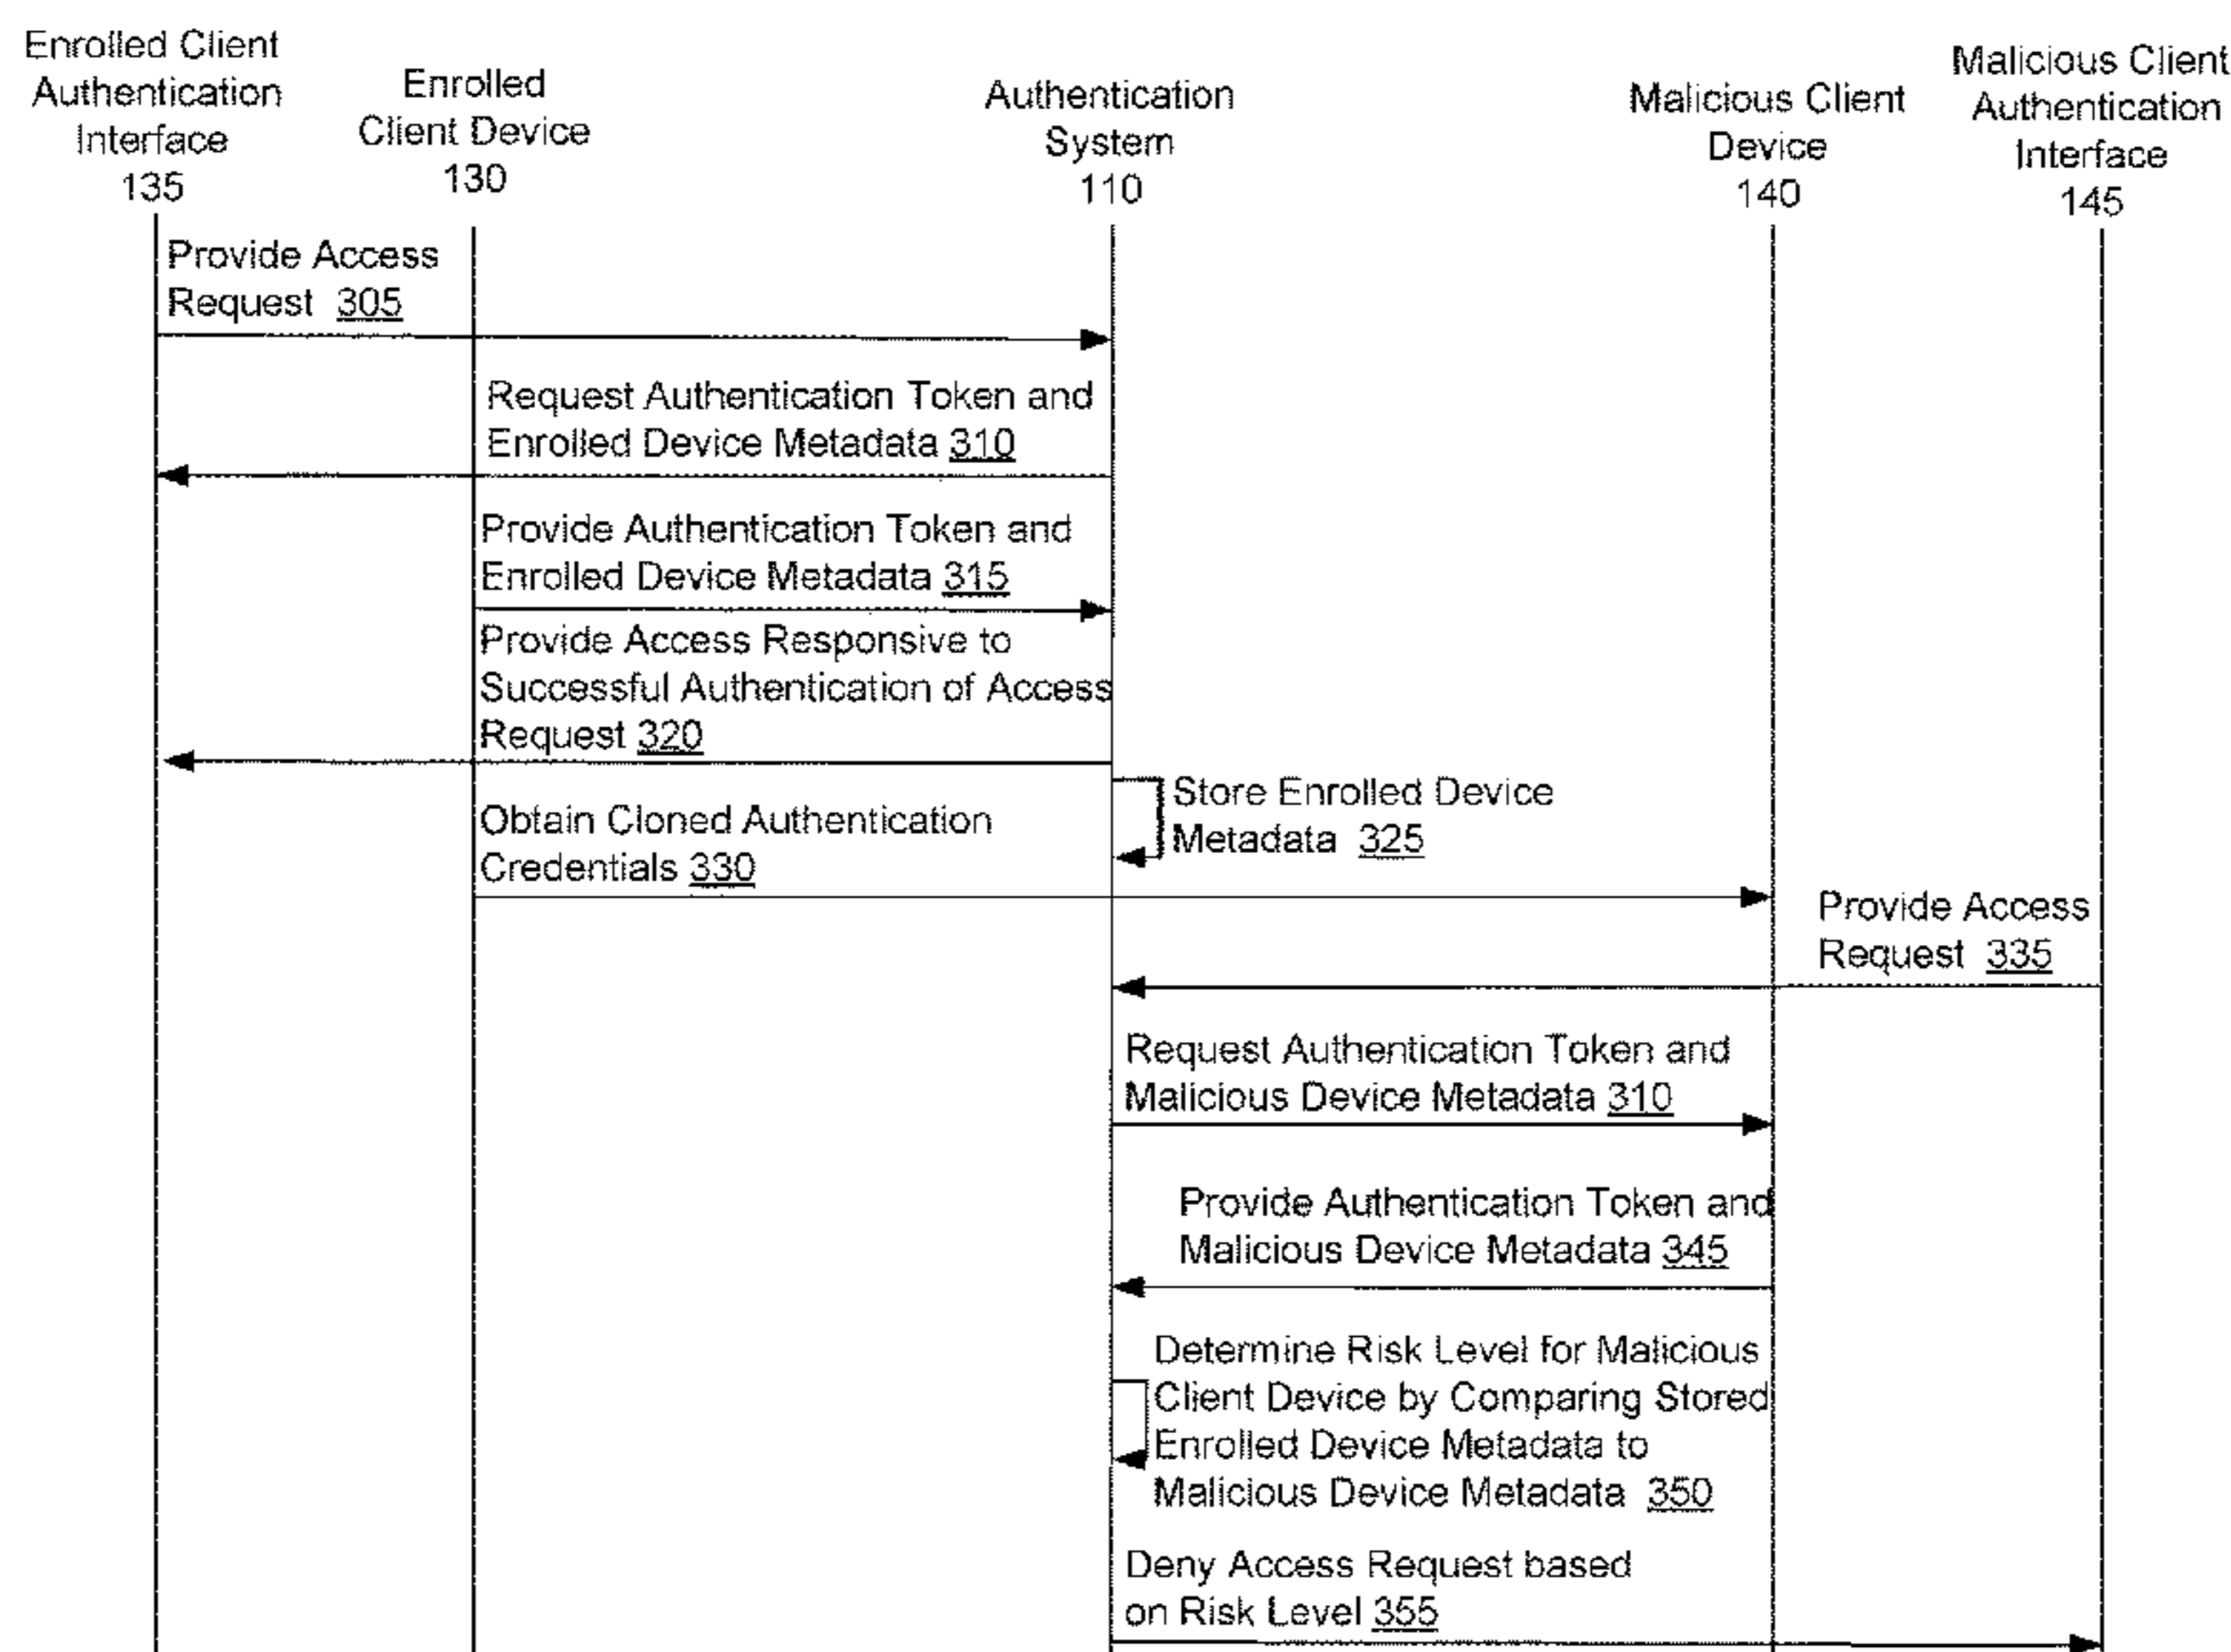 Enrolled Client
Authentication
Interface
135
Enrolled
Client Device
130
Authentication
System
110
Malicious Client
Device
140
Malicious Client
Authentication
Interface
145
Provide Access
Request 305
Request Authentication Token and
Enrolled Device Metadata 310
Provide Authentication Token and
Enrolled Device Metadata 315
Provide Access Responsive to
Successful Authentication of Access
Request 320
Store Enrolled Device
Metadata 325
Obtain Cloned Authentication
Credentials 330
Provide Access
Request 335
Request Authentication Token and
Malicious Device Metadata 310
Provide Authentication Token and
Malicious Device Metadata 345
Determine Risk Level for Malicious
Client Device by Comparing Stored
Enrolled Device Metadata to
Malicious Device Metadata 350
Deny Access Request based
on Risk Level 355